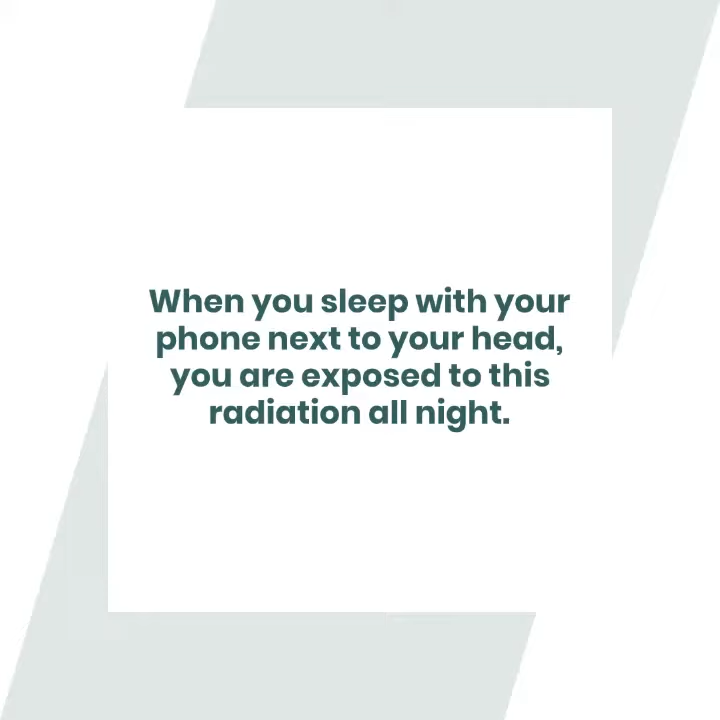 When you sleep with your
phone next to your head,
you are exposed to this
radiation all night.